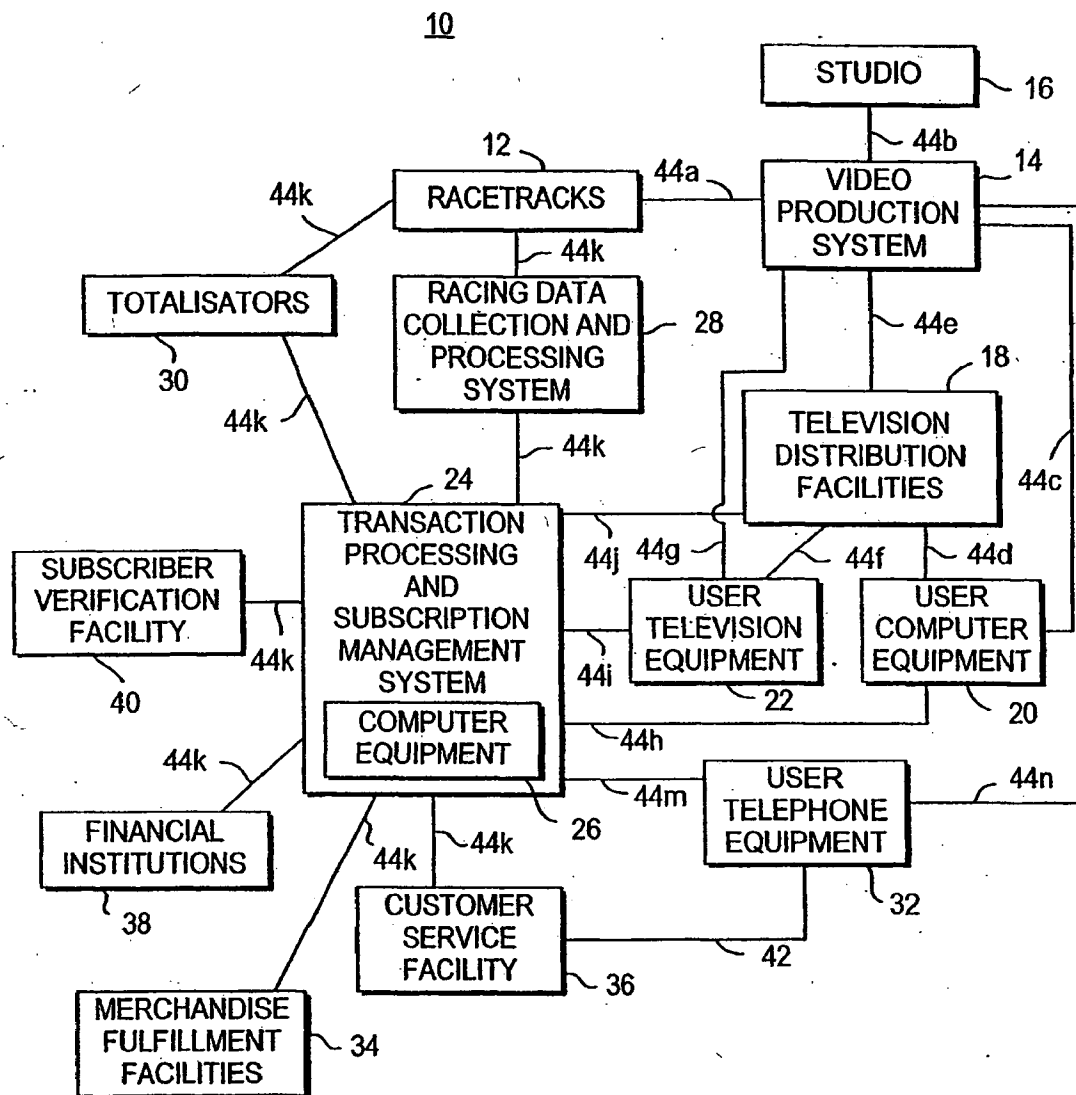 10
STUDIO
16
44b
12
44a
VIDEO
PRODUCTION
SYSTEM
14
44k
RACETRACKS
44k
TOTALISATORS
30
RACING DATA
COLLECTION AND
PROCESSING
SYSTEM
28
44e
18
44k
44k
TELEVISION
DISTRIBUTION
FACILITIES
44c
24
TRANSACTION
PROCESSING
AND
SUBSCRIPTION
MANAGEMENT
SYSTEM
44j
44g
44f
44d
SUBSCRIBER
VERIFICATION
FACILITY
40
44k
44i
USER
TELEVISION
EQUIPMENT
22
USER
COMPUTER
EQUIPMENT
20
COMPUTER
EQUIPMENT
26
44h
44k
FINANCIAL
INSTITUTIONS
38
44m
USER
TELEPHONE
EQUIPMENT
32
44n
44k
44k
CUSTOMER
SERVICE
FACILITY
36
42
MERCHANDISE
FULFILLMENT
FACILITIES
34